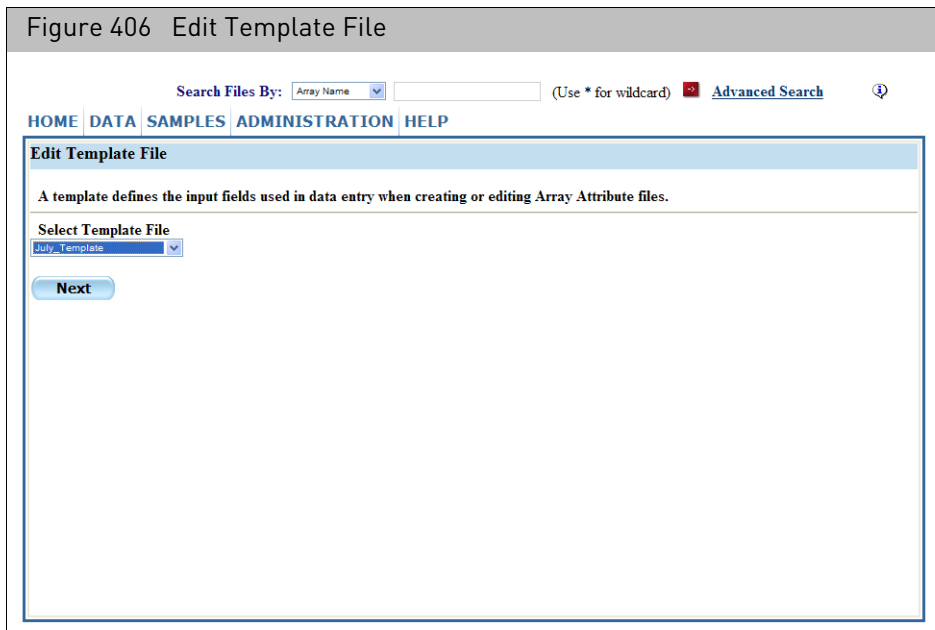 Figure 406 Edit Template File
Search Files By: Array Name (Use * for wildcard) Advanced Search
HOME DATA SAMPLES ADMINISTRATION HELP
Edit Template File
A template defines the input fields used in data entry when creating or editing Array Attribute files.
Select Template File
July_Template
Next